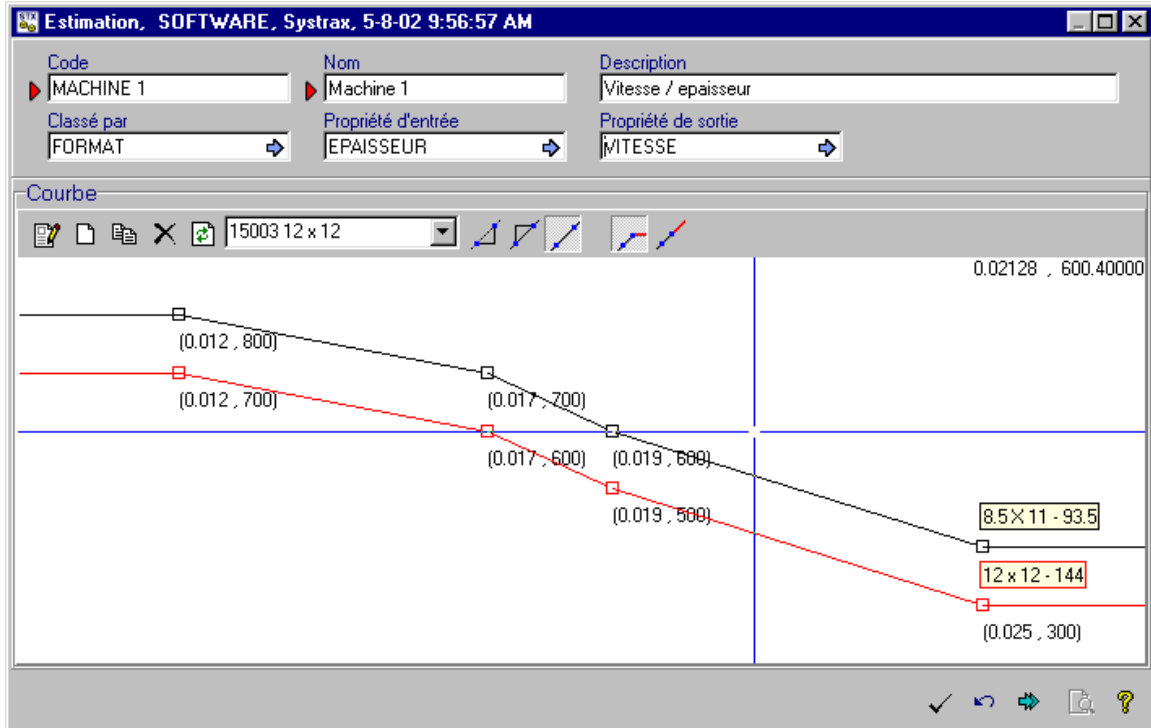 Estimation, SOFTWARE, Systrax, 5-8-02 9:56:57 AM
Code Nom Description
MACHINE 1 Machine 1 Vitesse / epaisseur
Classé par Propriété d'entrée Propriété de sortie
FORMAT EPAISSEUR VITESSE
Courbe
15003 12 x 12
0.02128 , 600.40000
(0.012 , 800)
(0.012 , 700) (0.017 , 700)
(0.017 , 600) (0.019 , 600)
(0.019 , 500) 8.5 X 11 - 93.5
12 x 12 - 144
(0.025 , 300)